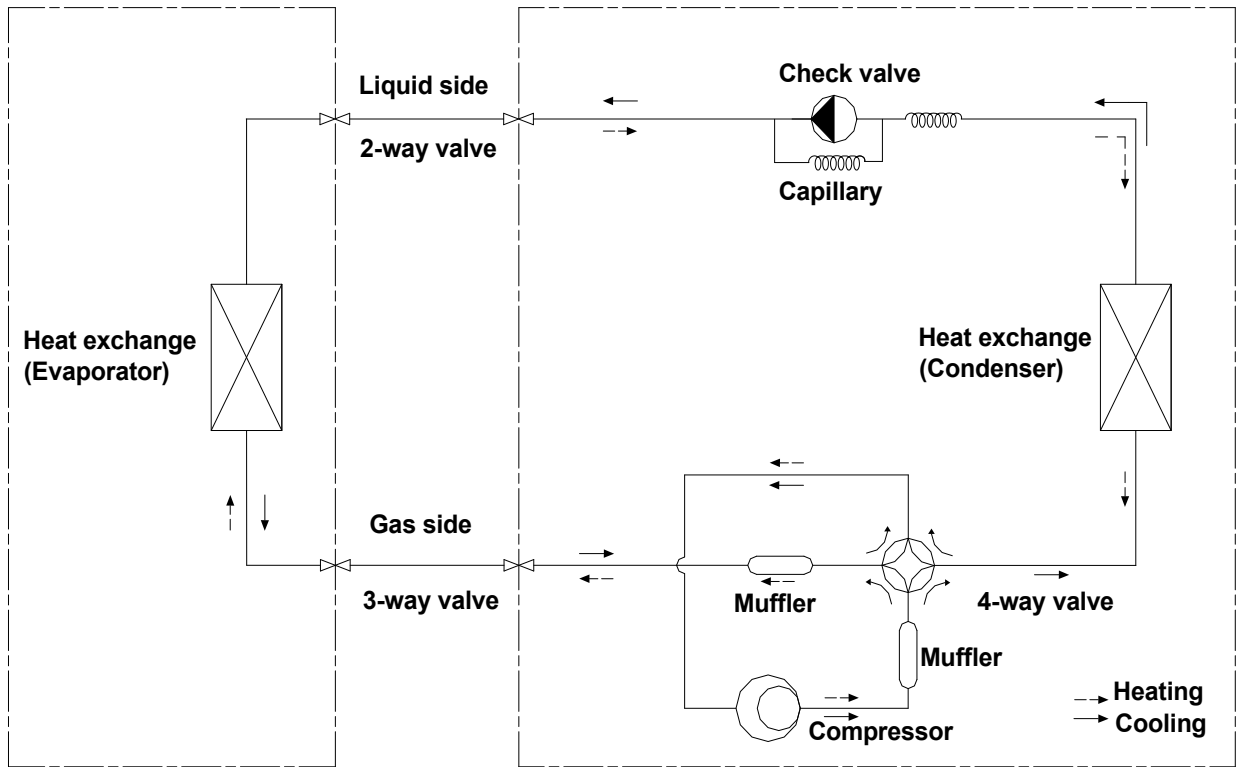 Check valve
Liquid side
2-way valve
Capillary
Heat exchange
(Evaporator)
Heat exchange
(Condenser)
Gas side
3-way valve
Muffler
4-way valve
Muffler
Compressor
Heating
Cooling